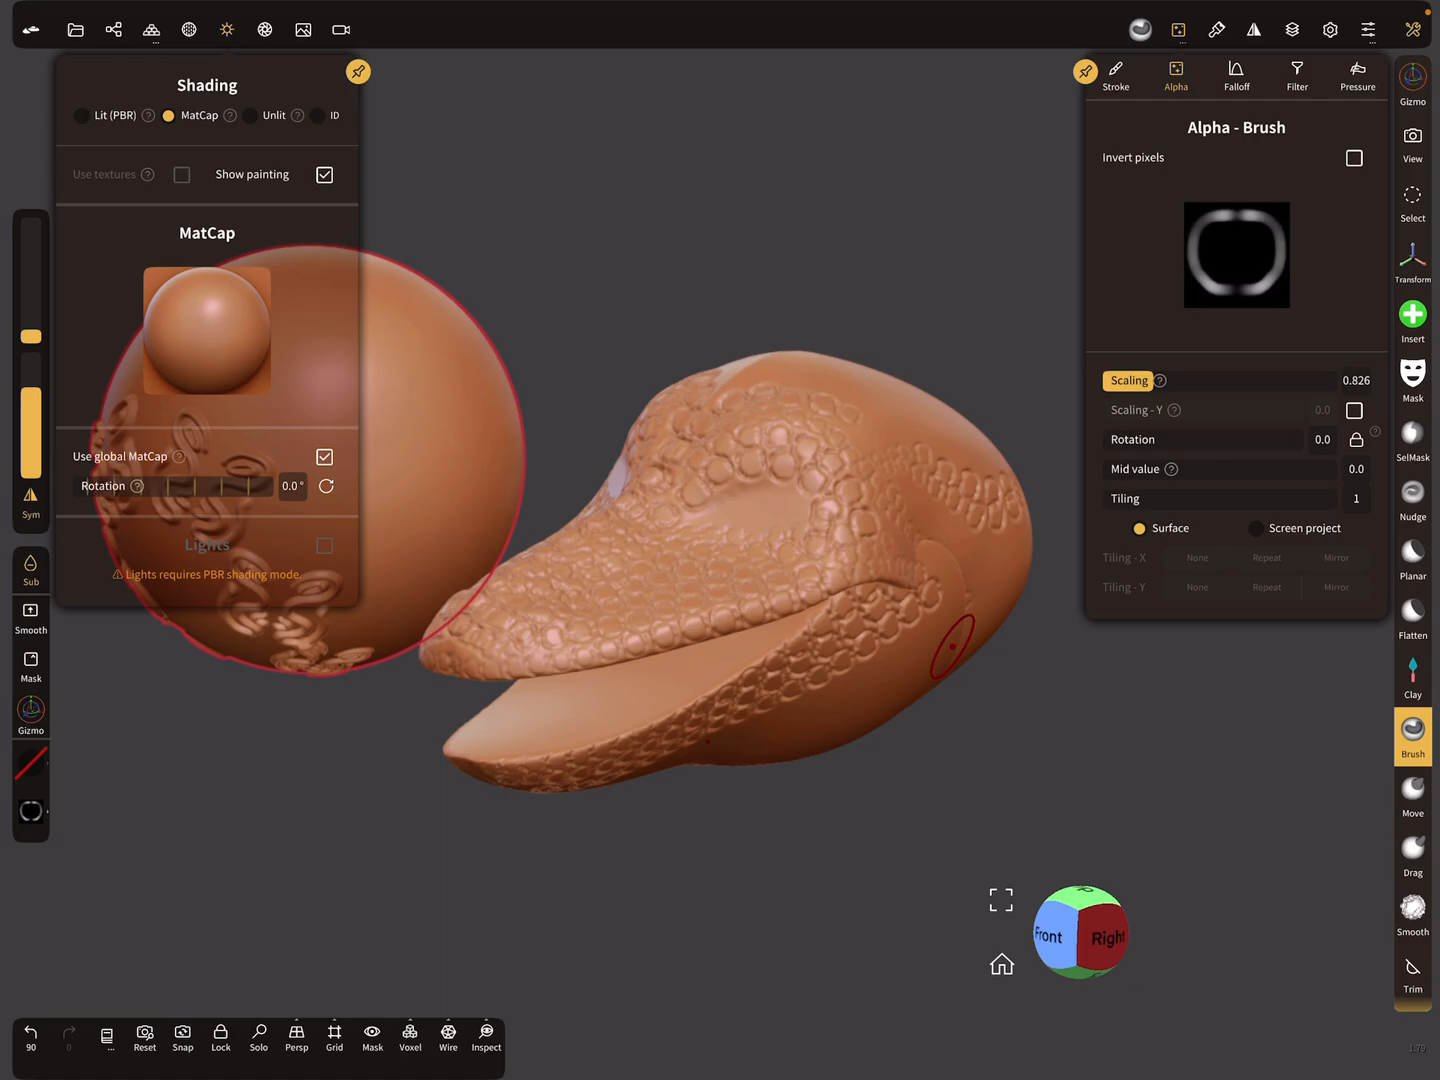 Shading
Lit (PBR) ? MatCap ? Unlit ? ID
Use textures ? Show painting
MatCap
Use global MatCap ?
Rotation ? 0.0 °
Lights
Lights requires PBR shading mode.
Sym
Sub
Smooth
Mask
Gizmo
Stroke
Alpha
Falloff
Filter
Pressure
Alpha - Brush
Invert pixels
Scaling ? 0.826
Scaling - Y ? 0.0
Rotation 0.0 ?
Mid value ? 0.0
Tiling 1
Surface Screen project
Tiling - X None Repeat Mirror
Tiling - Y None Repeat Mirror
Gizmo
View
Select
Transform
Insert
Mask
SelMask
Nudge
Planar
Flatten
Clay
Brush
Move
Drag
Smooth
Trim
Front
Right
90
0
...
Reset
Snap
Lock
Solo
Persp
Grid
Mask
Voxel
Wire
Inspect
1.79